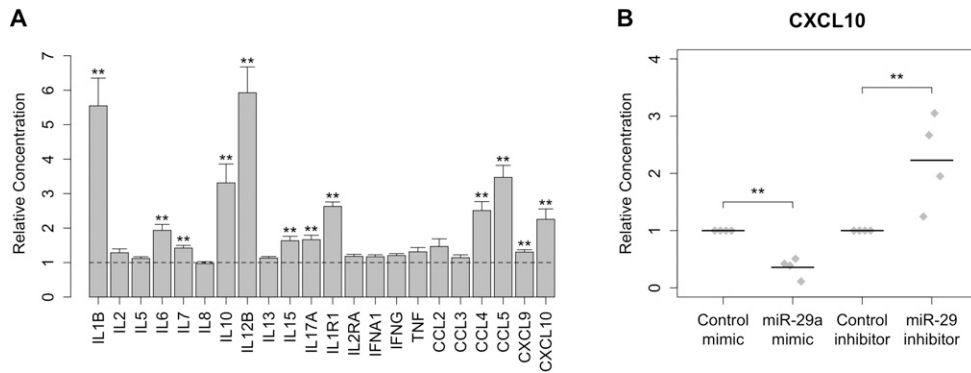 A
Relative Concentration
7
6
5
4
3
2
1
0
** ** ** ** ** ** ** ** ** ** ** **
IL1B
IL2
IL5
IL6
IL7
IL8
IL10
IL12B
IL13
IL15
IL17A
IL1R1
IL2RA
IFNA1
IFNG
TNF
CCL2
CCL3
CCL4
CCL5
CXCL9
CXCL10
B
CXCL10
Relative Concentration
4
3
2
1
0
** **
Control
mimic
miR-29a
mimic
Control
inhibitor
miR-29
inhibitor